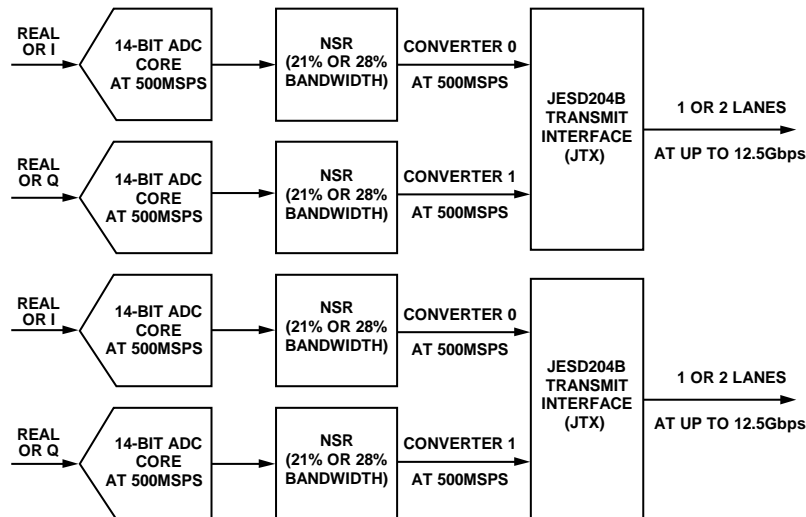 REAL
OR I
14-BIT ADC
CORE
AT 500MSPS
NSR
(21% OR 28%
BANDWIDTH)
CONVERTER 0
AT 500MSPS
REAL
OR Q
14-BIT ADC
CORE
AT 500MSPS
NSR
(21% OR 28%
BANDWIDTH)
CONVERTER 1
AT 500MSPS
JESD204B
TRANSMIT
INTERFACE
(JTX)
1 OR 2 LANES
AT UP TO 12.5Gbps
REAL
OR I
14-BIT ADC
CORE
AT 500MSPS
NSR
(21% OR 28%
BANDWIDTH)
CONVERTER 0
AT 500MSPS
REAL
OR Q
14-BIT ADC
CORE
AT 500MSPS
NSR
(21% OR 28%
BANDWIDTH)
CONVERTER 1
AT 500MSPS
JESD204B
TRANSMIT
INTERFACE
(JTX)
1 OR 2 LANES
AT UP TO 12.5Gbps